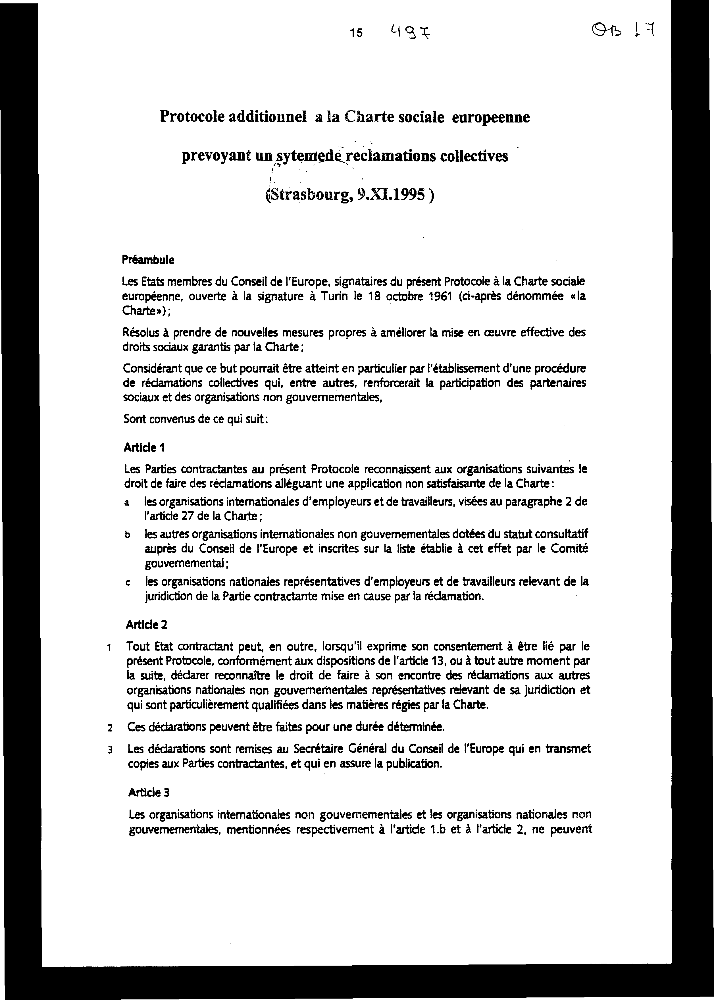 15 497 OB 17
Protocole additionnel a la Charte sociale europeenne
prevoyant un sytemede reclamations collectives
(Strasbourg, 9.XI.1995 )
Préambule
Les Etats membres du Conseil de l'Europe, signataires du présent Protocole à la Charte sociale
européenne, ouverte à la signature à Turin le 18 octobre 1961 (ci-après dénommée «la
Charte»);
Résolus à prendre de nouvelles mesures propres à améliorer la mise en œuvre effective des
droits sociaux garantis par la Charte;
Considérant que ce but pourrait être atteint en particulier par l'établissement d'une procédure
de réclamations collectives qui, entre autres, renforcerait la participation des partenaires
sociaux et des organisations non gouvernementales,
Sont convenus de ce qui suit:
Article 1
Les Parties contractantes au présent Protocole reconnaissent aux organisations suivantes le
droit de faire des réclamations alléguant une application non satisfaisante de la Charte:
a les organisations internationales d'employeurs et de travailleurs, visées au paragraphe 2 de
l'article 27 de la Charte;
b les autres organisations internationales non gouvernementales dotées du statut consultatif
auprès du Conseil de l'Europe et inscrites sur la liste établie à cet effet par le Comité
gouvernemental;
c les organisations nationales représentatives d'employeurs et de travailleurs relevant de la
juridiction de la Partie contractante mise en cause par la réclamation.
Article 2
1 Tout Etat contractant peut, en outre, lorsqu'il exprime son consentement à être lié par le
présent Protocole, conformément aux dispositions de l'article 13, ou à tout autre moment par
la suite, déclarer reconnaître le droit de faire à son encontre des réclamations aux autres
organisations nationales non gouvernementales représentatives relevant de sa juridiction et
qui sont particulièrement qualifiées dans les matières régies par la Charte.
2 Ces déclarations peuvent être faites pour une durée déterminée.
3 Les déclarations sont remises au Secrétaire Général du Conseil de l'Europe qui en transmet
copies aux Parties contractantes, et qui en assure la publication.
Article 3
Les organisations internationales non gouvernementales et les organisations nationales non
gouvernementales, mentionnées respectivement à l'article 1.b et à l'article 2, ne peuvent